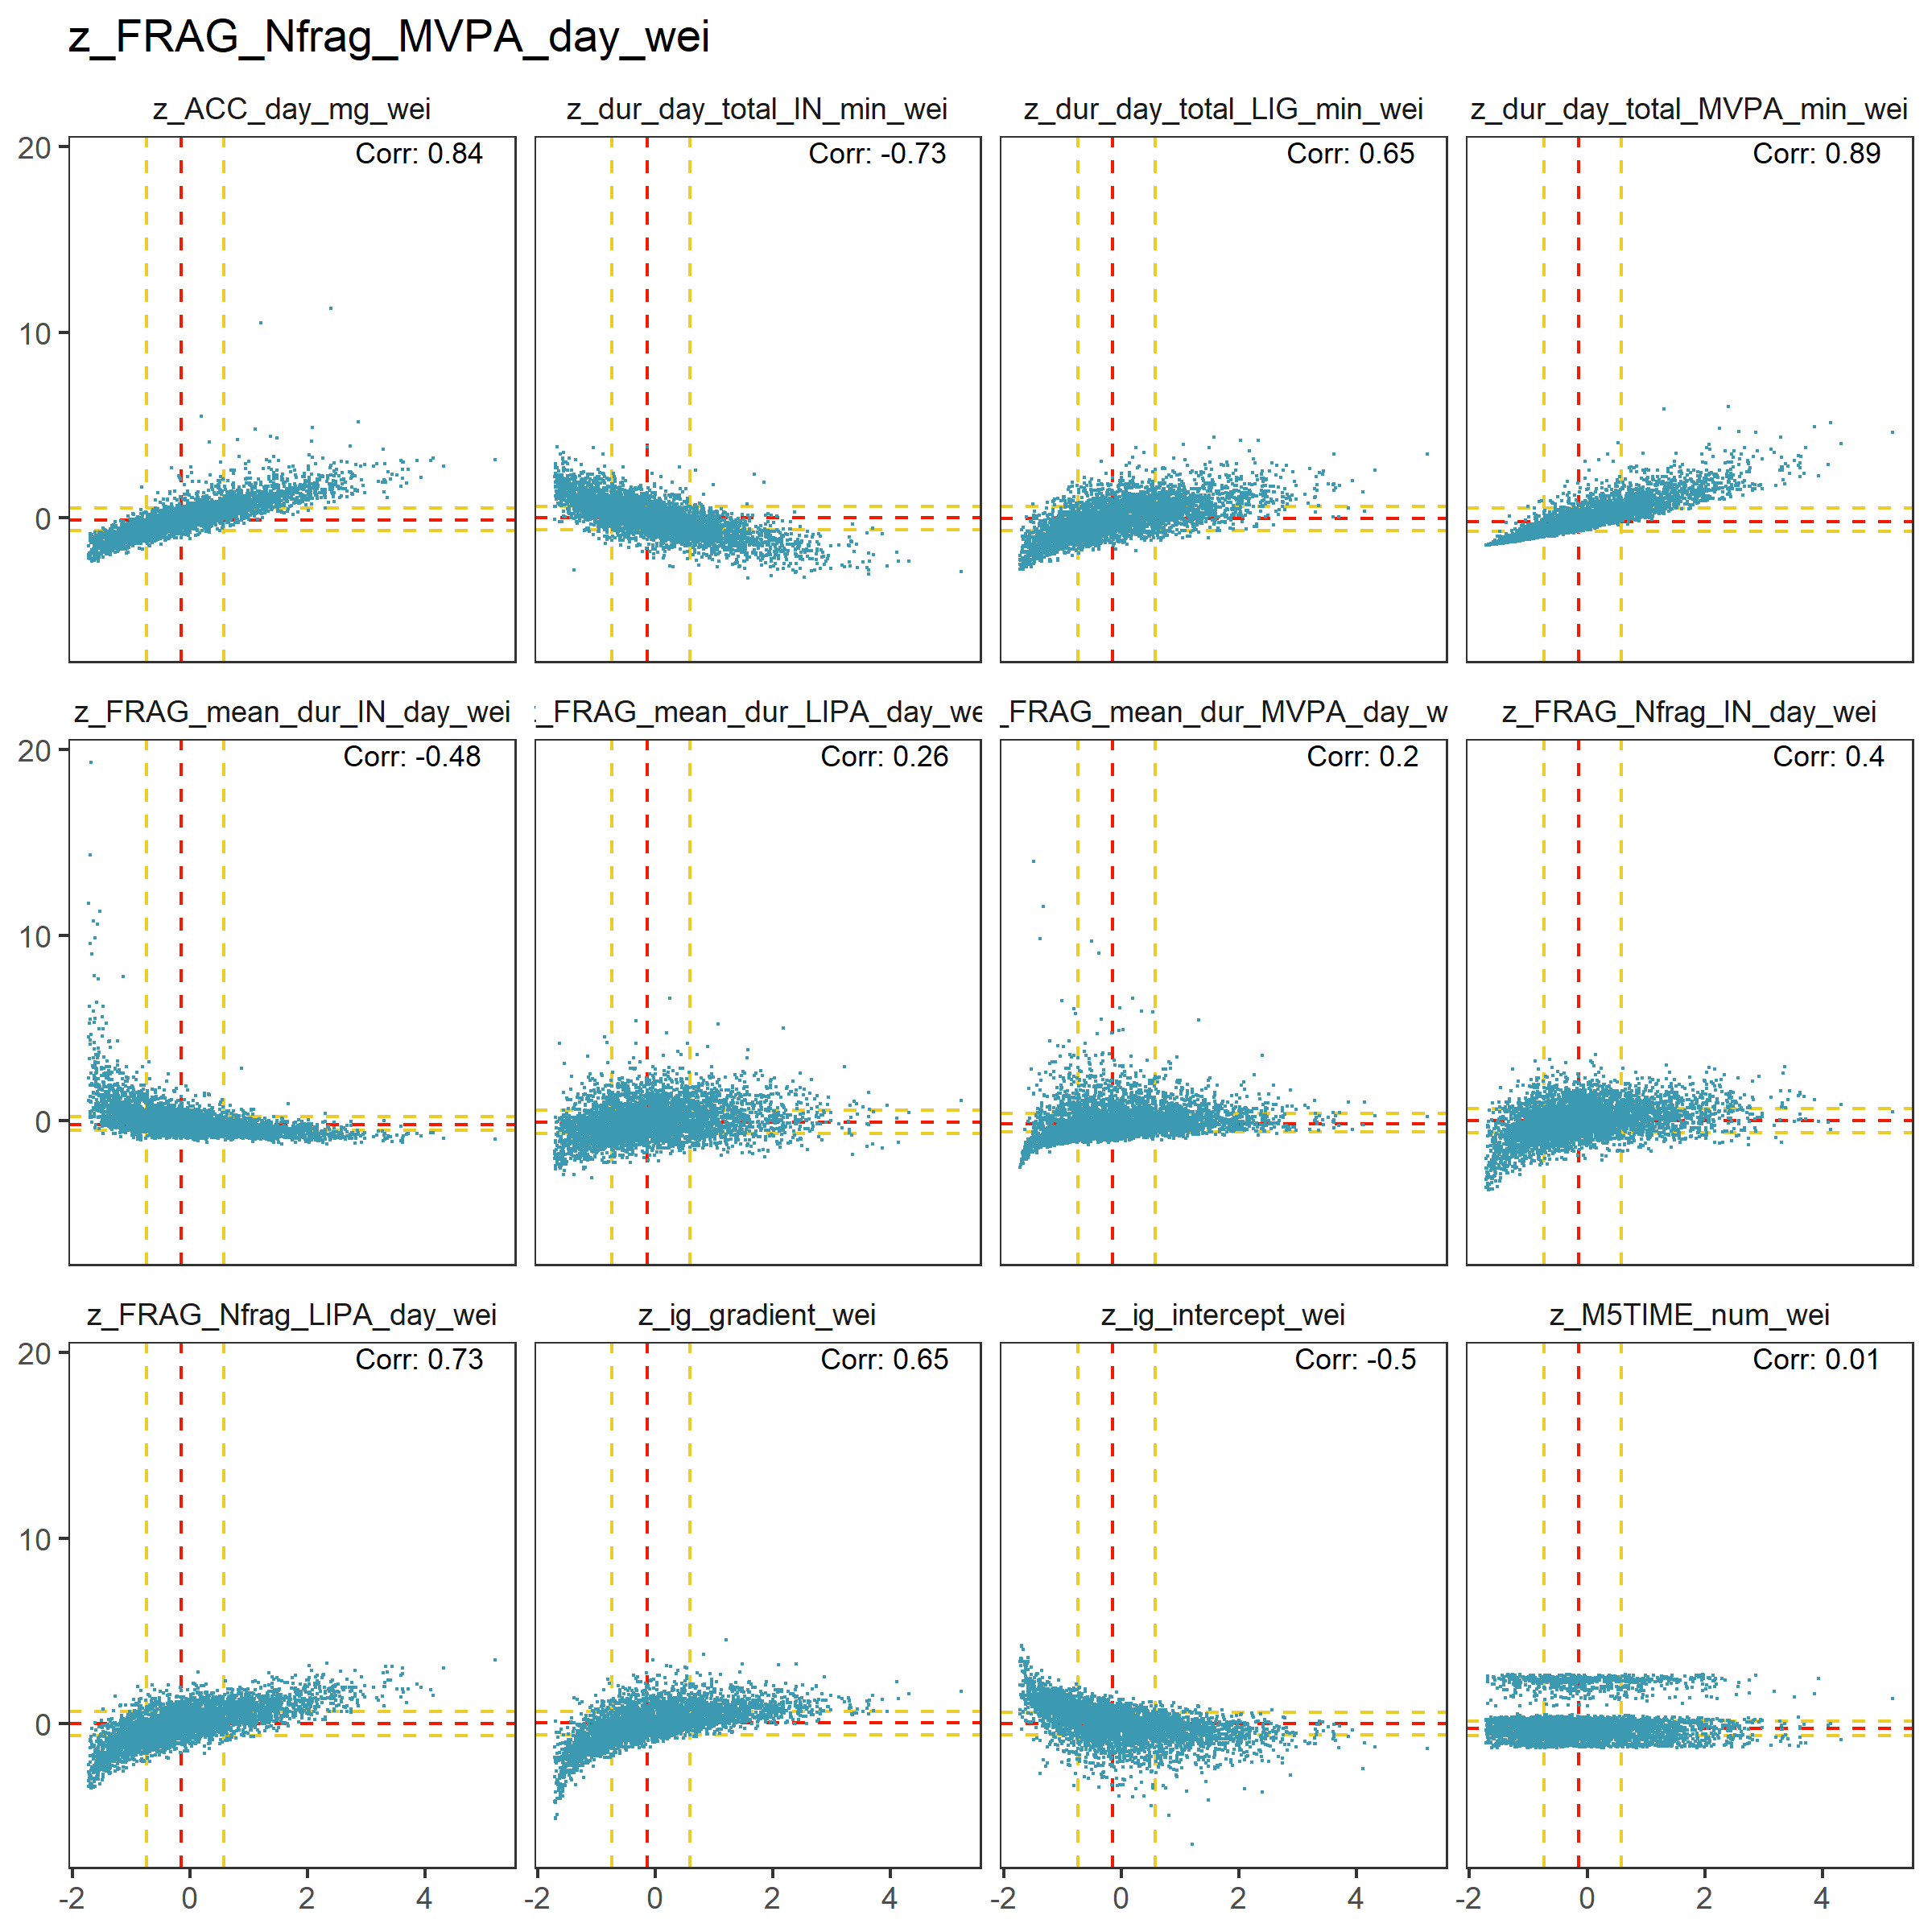 z_FRAG_Nfrag_MVPA_day_wei
z_ACC_day_mg_wei
z_dur_day_total_IN_min_wei
z_dur_day_total_LIG_min_wei
z_dur_day_total_MVPA_min_wei
20
Corr: 0.84
Corr: -0.73
Corr: 0.65
Corr: 0.89
10
0
z_FRAG_mean_dur_IN_day_wei
_FRAG_mean_dur_LIPA_day_we
_FRAG_mean_dur_MVPA_day_w
z_FRAG_Nfrag_IN_day_wei
20
Corr: -0.48
Corr: 0.26
Corr: 0.2
Corr: 0.4
10
0
z_FRAG_Nfrag_LIPA_day_wei
z_ig_gradient_wei
z_ig_intercept_wei
z_M5TIME_num_wei
20
Corr: 0.73
Corr: 0.65
Corr: -0.5
Corr: 0.01
10
0
-2 0 2 4
-2 0 2 4
-2 0 2 4
-2 0 2 4